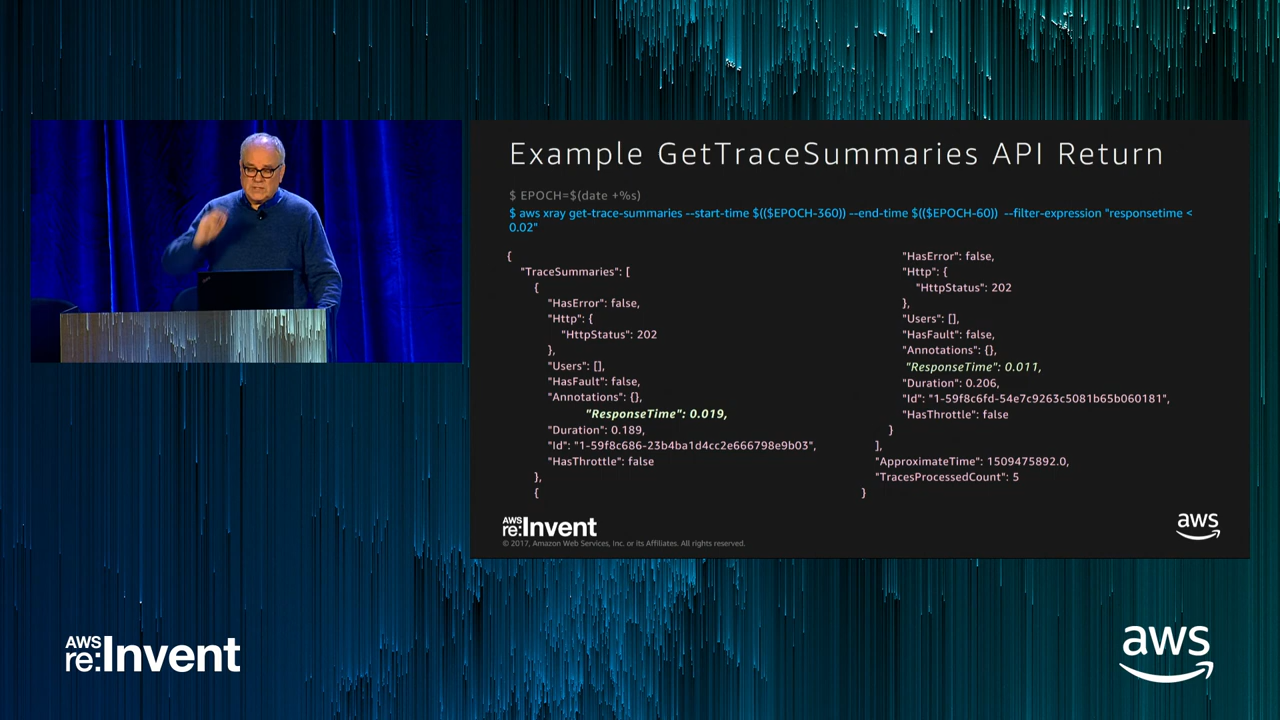 Example GetTraceSummaries API Return
$ EPOCH=$(date +%s)
$ aws xray get-trace-summaries --start-time $(($EPOCH-360)) --end-time $(($EPOCH-60)) --filter-expression "responsetime <
0.02"
{
"TraceSummaries": [
{
"HasError": false,
"Http": {
"HttpStatus": 202
},
"Users": [],
"HasFault": false,
"Annotations": {},
"ResponseTime": 0.019,
"Duration": 0.189,
"Id": "1-59f8c686-23b4ba1d4cc2e666798e9b03",
"HasThrottle": false
},
{
"HasError": false,
"Http": {
"HttpStatus": 202
},
"Users": [],
"HasFault": false,
"Annotations": {},
"ResponseTime": 0.011,
"Duration": 0.206,
"Id": "1-59f8c6fd-54e7c9263c5081b65b060181",
"HasThrottle": false
}
],
"ApproximateTime": 1509475892.0,
"TracesProcessedCount": 5
}
AWS
re:Invent
© 2017, Amazon Web Services, Inc. or its Affiliates. All rights reserved.
aws
AWS
re:Invent
aws